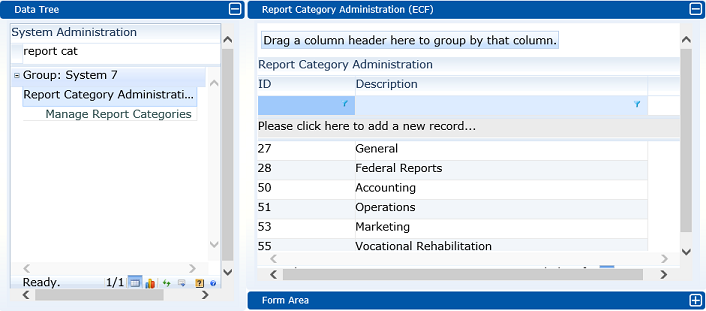 Data Tree
System Administration
report cat
Group: System 7
Report Category Administrati...
Manage Report Categories
Ready. 1/1
Report Category Administration (ECF)
Drag a column header here to group by that column.
Report Category Administration
ID Description
Please click here to add a new record...
27 General
28 Federal Reports
50 Accounting
51 Operations
53 Marketing
55 Vocational Rehabilitation
Form Area